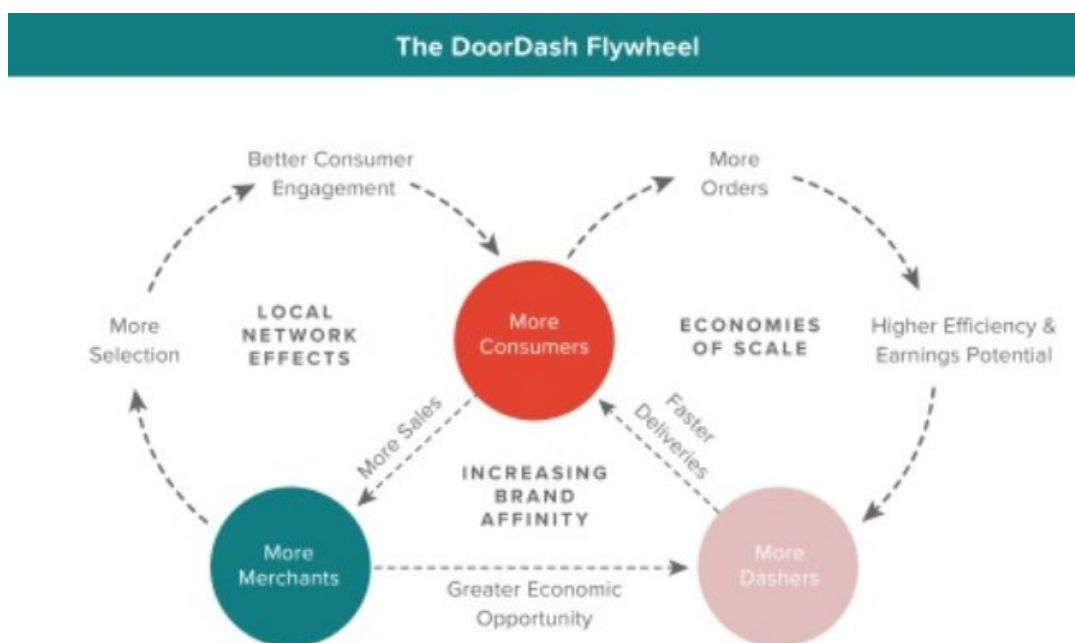 The DoorDash Flywheel
Better Consumer
Engagement
More
Orders
More
Selection
LOCAL
NETWORK
EFFECTS
More
Consumers
ECONOMIES
OF SCALE
Higher Efficiency &
Earnings Potential
More Sales
Faster
Deliveries
INCREASING
BRAND
AFFINITY
More
Merchants
Greater Economic
Opportunity
More
Dashers